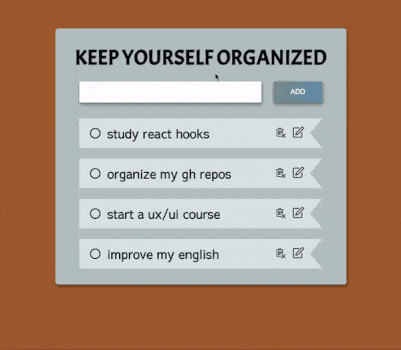 KEEP YOURSELF ORGANIZED
ADD
study react hooks
organize my gh repos
start a ux/ui course
improve my english